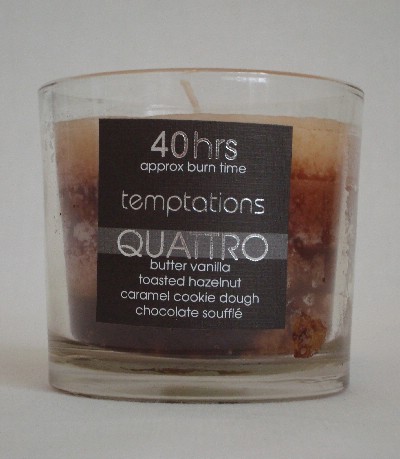 40hrs
approx burn time
temptations
QUATTRO
butter vanilla
toasted hazelnut
caramel cookie dough
chocolate soufflé